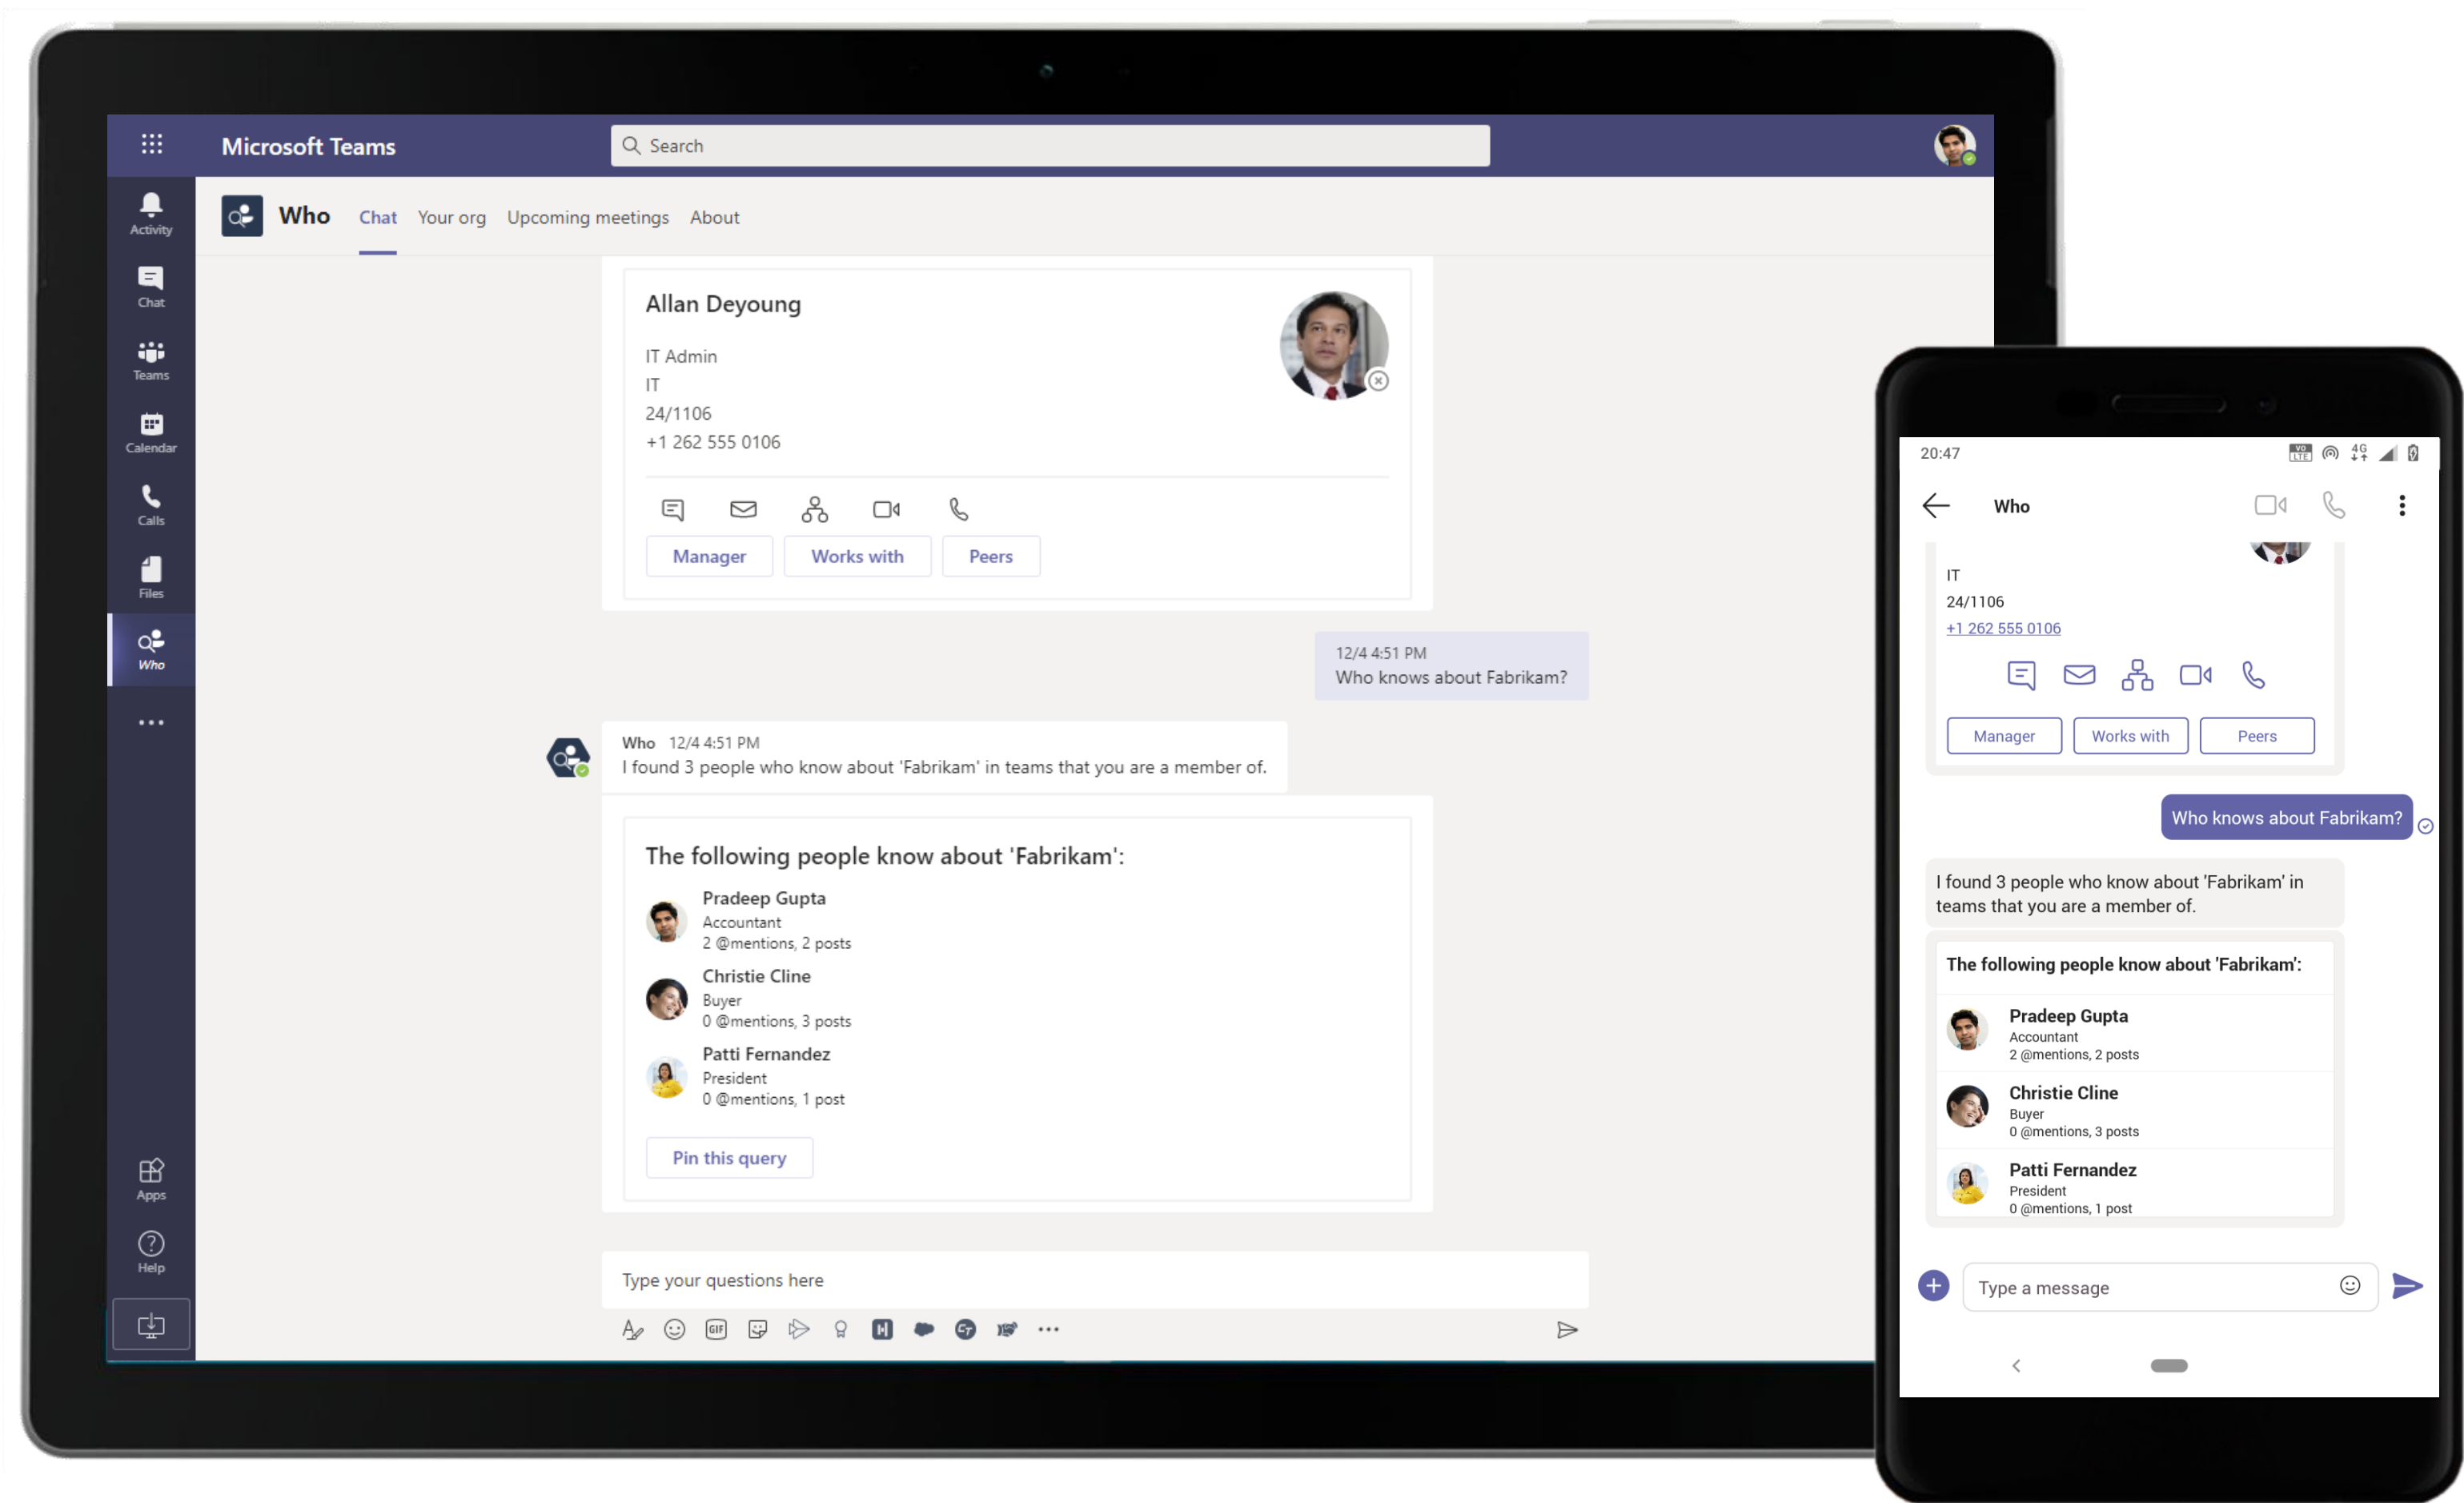 Microsoft Teams
Search
Activity
Chat
Teams
Calendar
Calls
Files
Who
Apps
Help
Who Chat Your org Upcoming meetings About
Allan Deyoung
IT Admin
IT
24/1106
+1 262 555 0106
Manager Works with Peers
12/4 4:51 PM
Who knows about Fabrikam?
Who 12/4 4:51 PM
I found 3 people who know about 'Fabrikam' in teams that you are a member of.
The following people know about 'Fabrikam':
Pradeep Gupta
Accountant
2 @mentions, 2 posts
Christie Cline
Buyer
0 @mentions, 3 posts
Patti Fernandez
President
0 @mentions, 1 post
Pin this query
Type your questions here
GIF
20:47 VO LTE 4G
Who
IT
24/1106
+1 262 555 0106
Manager Works with Peers
Who knows about Fabrikam?
I found 3 people who know about 'Fabrikam' in
teams that you are a member of.
The following people know about 'Fabrikam':
Pradeep Gupta
Accountant
2 @mentions, 2 posts
Christie Cline
Buyer
0 @mentions, 3 posts
Patti Fernandez
President
0 @mentions, 1 post
Type a message